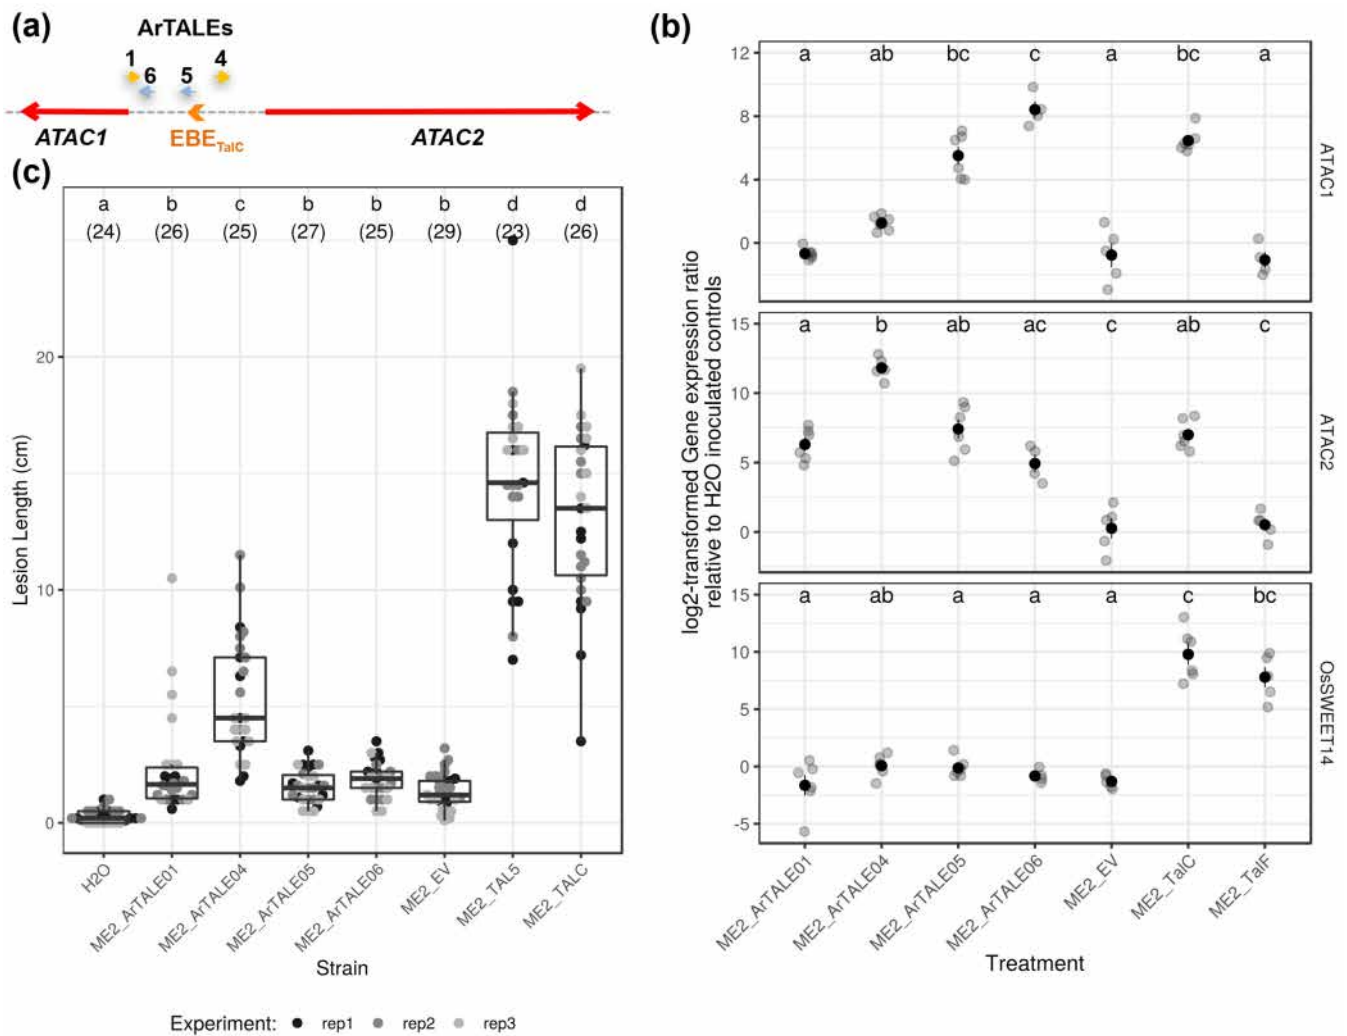 (a)
ArTALEs
1
4
6
5
ATAC1
EBE TalC
ATAC2
(b)
12
8
4
0
a
ab
bc
c
a
bc
a
ATAC1
15
10
5
0
a
b
ab
ac
c
ab
c
ATAC2
15
10
5
0
-5
a
ab
a
a
a
c
bc
OsSWEET14
log2-transformed Gene expression ratio
relative to H2O inoculated controls
ME2_ArTALE01
ME2_ArTALE04
ME2_ArTALE05
ME2_ArTALE06
ME2_EV
ME2_TalC
ME2_TalF
Treatment
(c)
a
b
c
b
b
b
d
d
(24)
(26)
(25)
(27)
(25)
(29)
(23)
(26)
20
10
0
Lesion Length (cm)
H2O
ME2_ArTALE01
ME2_ArTALE04
ME2_ArTALE05
ME2_ArTALE06
ME2_EV
ME2_TAL5
ME2_TALC
Strain
Experiment: rep1 rep2 rep3